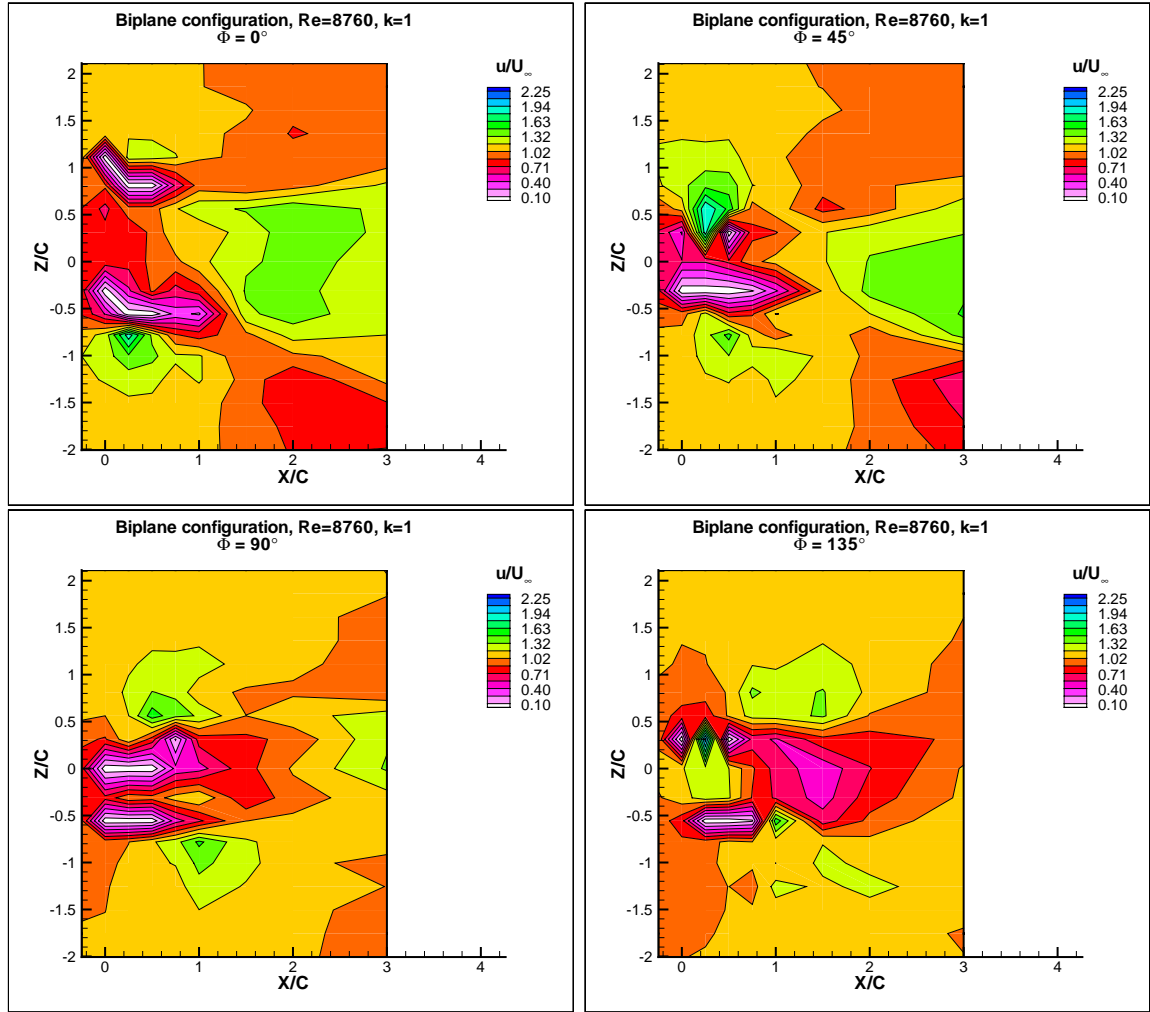 Biplane configuration, Re=8760, k=1
Φ = 0°
u/U∞
2.25
1.94
1.63
1.32
1.02
0.71
0.40
0.10
2
1.5
1
0.5
0
-0.5
-1
-1.5
-2
Z/C
0 1 2 3 4
X/C
Biplane configuration, Re=8760, k=1
Φ = 45°
u/U∞
2.25
1.94
1.63
1.32
1.02
0.71
0.40
0.10
2
1.5
1
0.5
0
-0.5
-1
-1.5
-2
Z/C
0 1 2 3 4
X/C
Biplane configuration, Re=8760, k=1
Φ = 90°
u/U∞
2.25
1.94
1.63
1.32
1.02
0.71
0.40
0.10
2
1.5
1
0.5
0
-0.5
-1
-1.5
-2
Z/C
0 1 2 3 4
X/C
Biplane configuration, Re=8760, k=1
Φ = 135°
u/U∞
2.25
1.94
1.63
1.32
1.02
0.71
0.40
0.10
2
1.5
1
0.5
0
-0.5
-1
-1.5
-2
Z/C
0 1 2 3 4
X/C